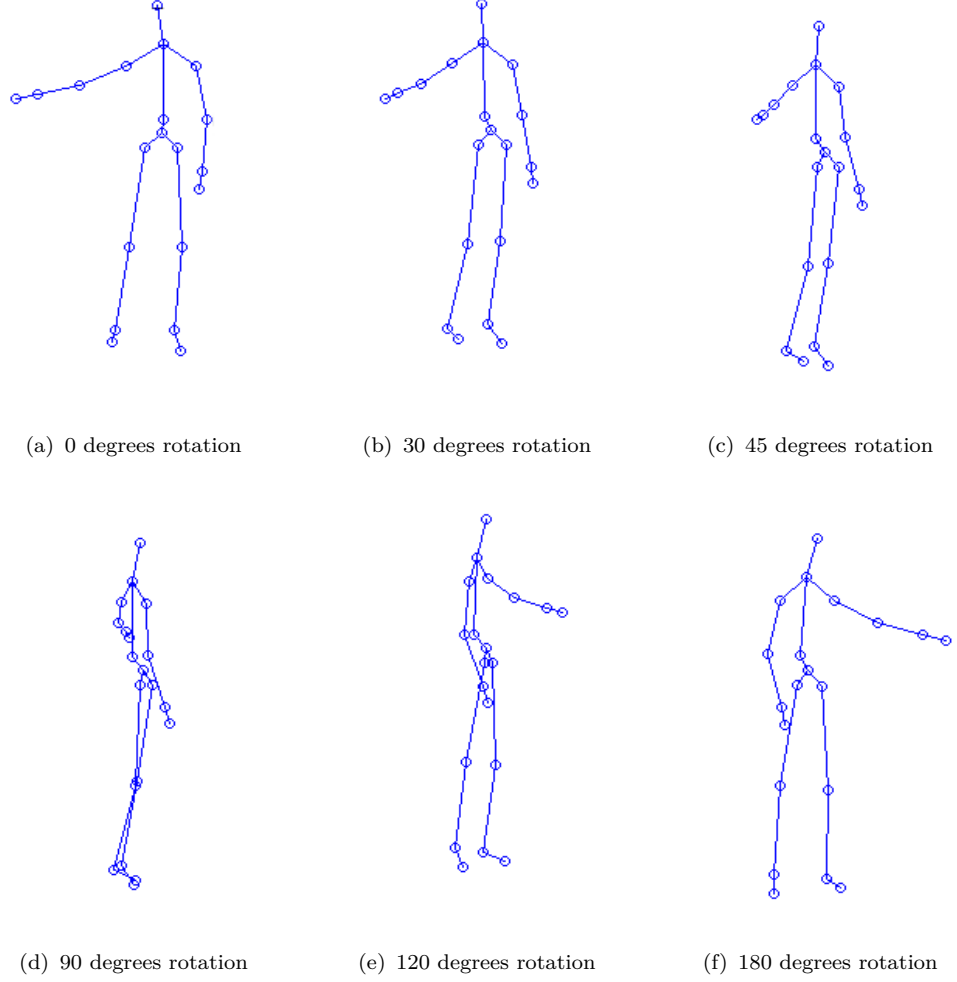 (a) 0 degrees rotation
(b) 30 degrees rotation
(c) 45 degrees rotation
(d) 90 degrees rotation
(e) 120 degrees rotation
(f) 180 degrees rotation